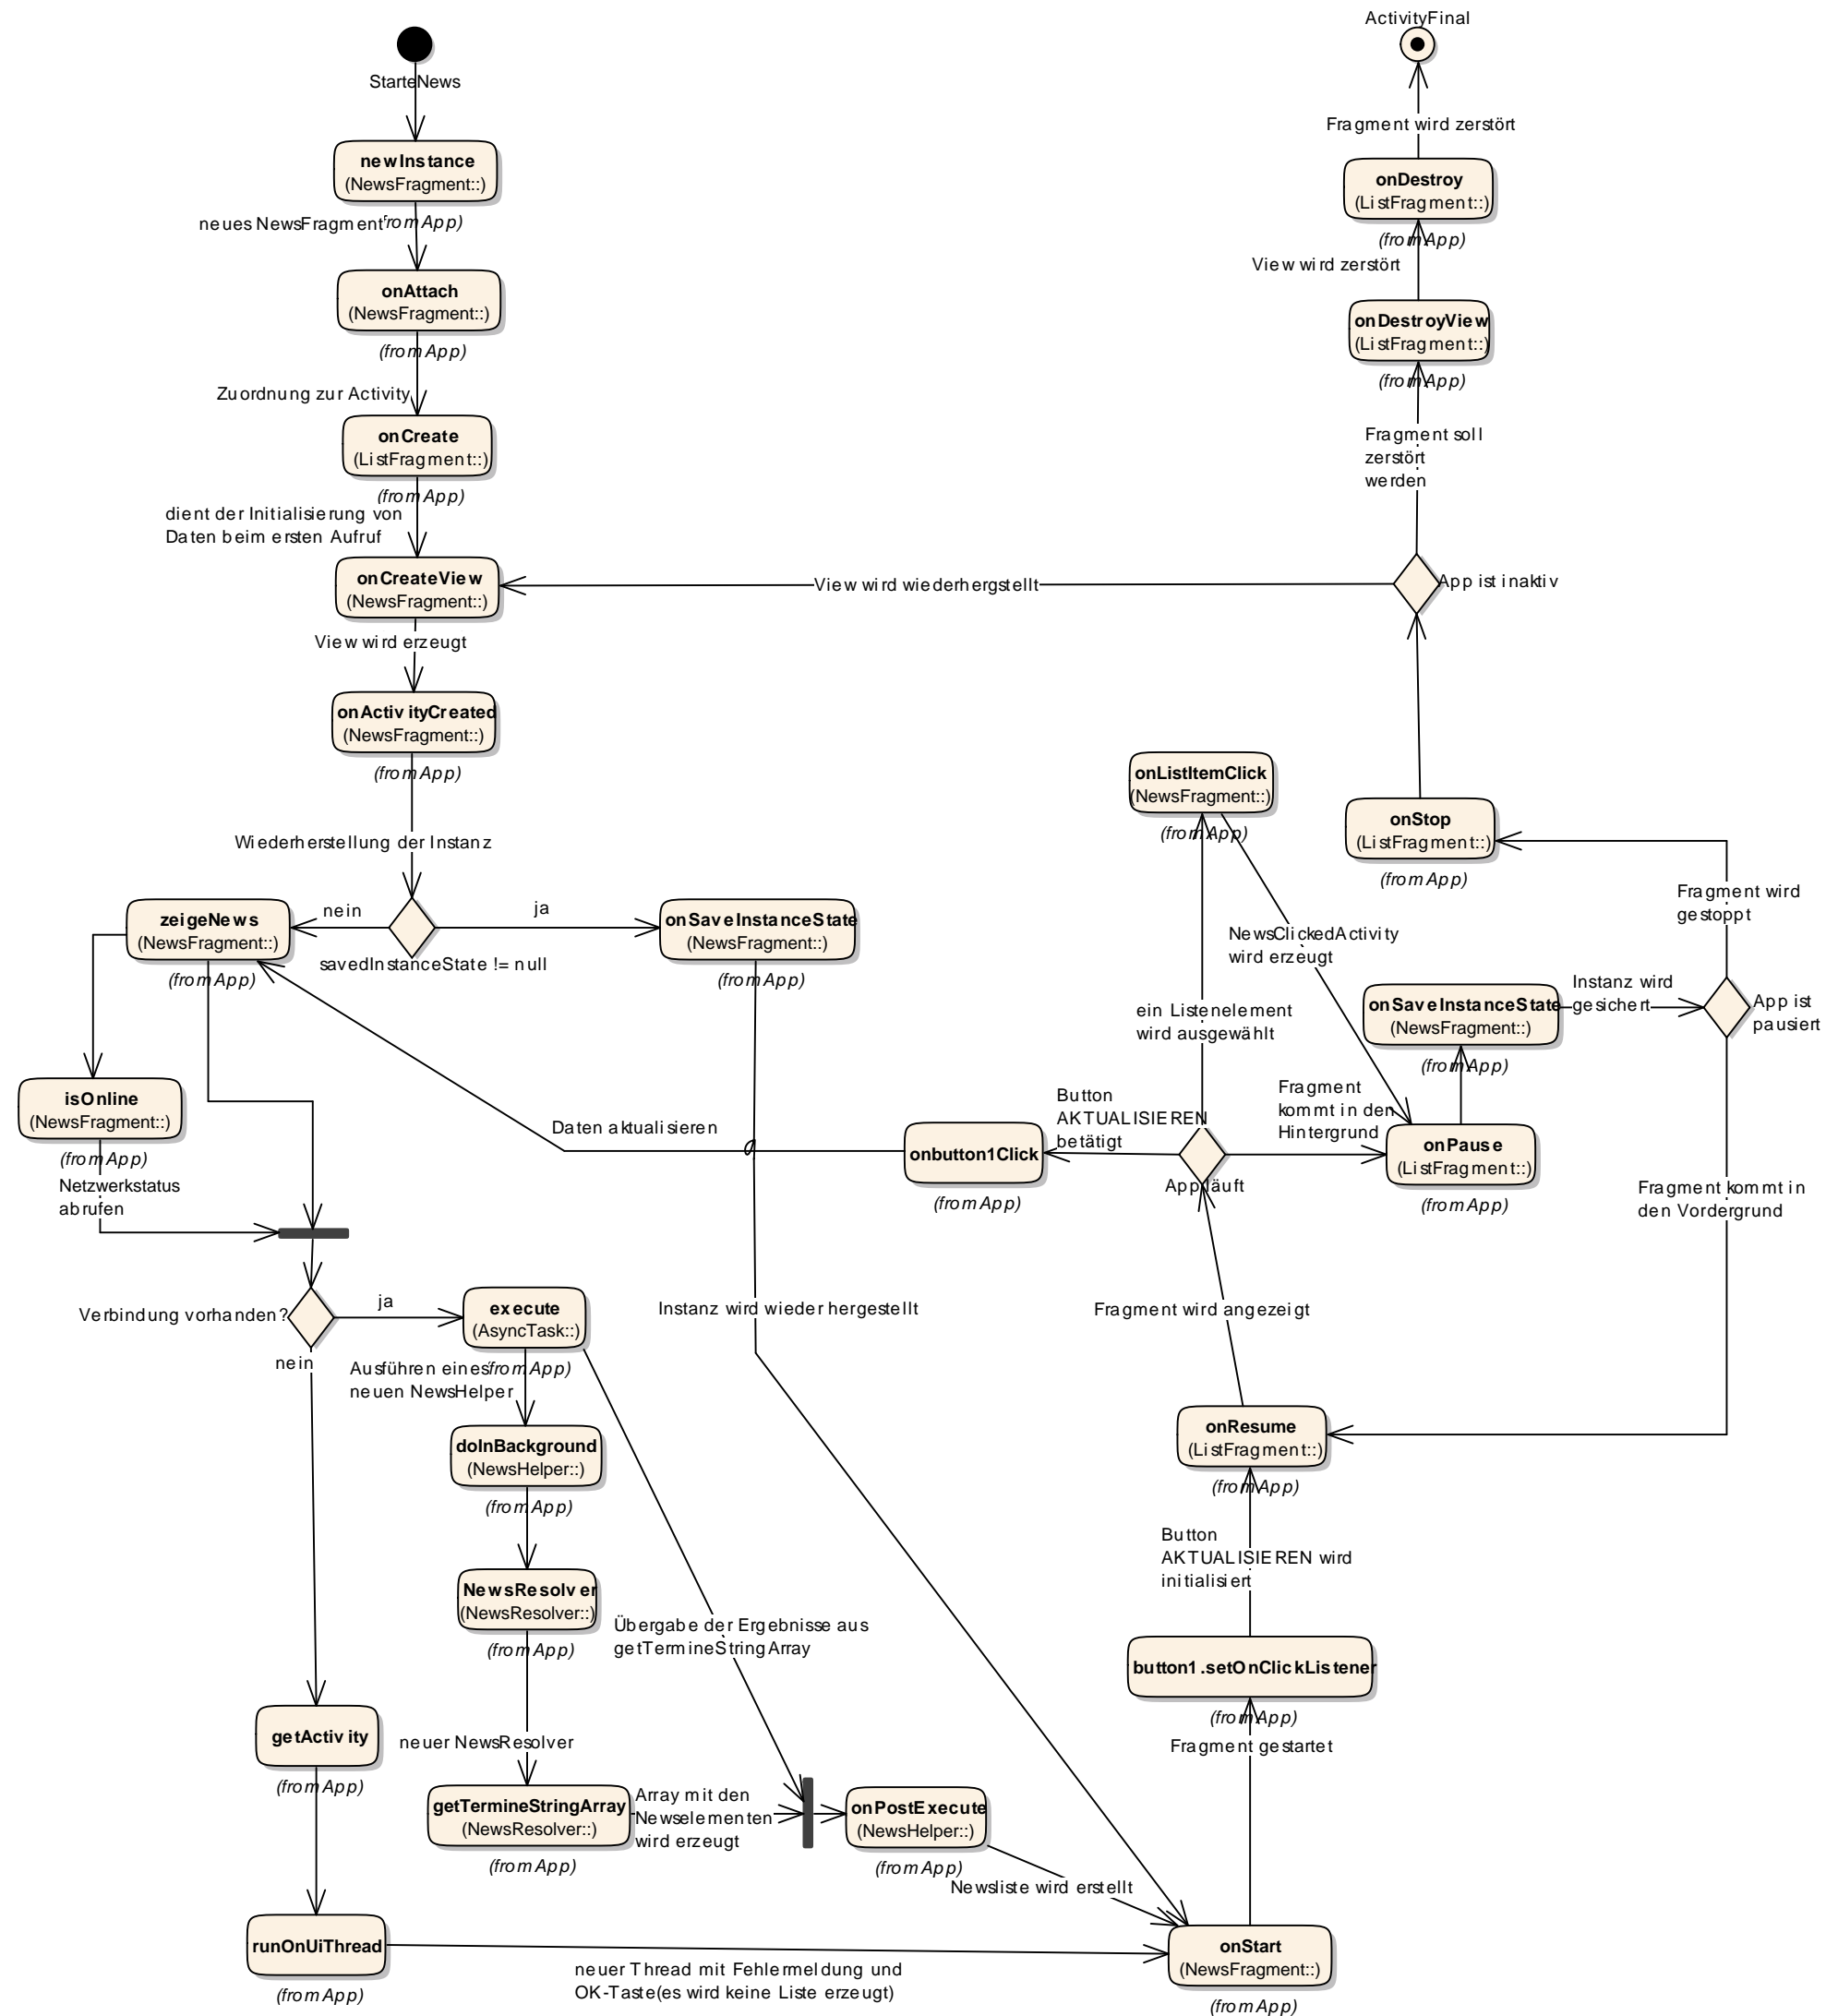 ActivityFinal
StarteNews
Fragment wird zerstört
newInstance
(NewsFragment::)
(from App)
neues NewsFragment
onDestroy
(ListFragment::)
(from App)
View wird zerstört
onAttach
(NewsFragment::)
(from App)
onDestroyView
(ListFragment::)
(from App)
Zuordnung zur Activity
onCreate
(ListFragment::)
(from App)
Fragment soll
zerstört
werden
dient der Initialisierung von
Daten beim ersten Aufruf
onCreateView
(NewsFragment::)
View wird wiederhergstellt
App ist inaktiv
View wird erzeugt
onActivityCreated
(NewsFragment::)
(from App)
onListItemClick
(NewsFragment::)
(from App)
onStop
(ListFragment::)
(from App)
Wiederherstellung der Instanz
zeigeNews
(NewsFragment::)
(from App)
nein
ja
savedInstanceState != null
onSaveInstanceState
(NewsFragment::)
(from App)
Fragment wird
gestoppt
NewsClickedActivity
wird erzeugt
onSaveInstanceState
(NewsFragment::)
(from App)
Instanz wird
gesichert
App ist
pausiert
ein Listenelement
wird ausgewählt
isOnline
(NewsFragment::)
(from App)
Netzwerkstatus
abrufen
Daten aktualisieren
onbutton1Click
(from App)
Button
AKTUALISIEREN
betätigt
App läuft
Fragment
kommt in den
Hintergrund
onPause
(ListFragment::)
(from App)
Fragment kommt in
den Vordergrund
Verbindung vorhanden?
ja
nein
execute
(AsyncTask::)
(from App)
Ausführen eines
neuen NewsHelper
Instanz wird wieder hergestellt
Fragment wird angezeigt
doInBackground
(NewsHelper::)
(from App)
onResume
(ListFragment::)
(from App)
Button
AKTUALISIEREN wird
initialisiert
NewsResolver
(NewsResolver::)
(from App)
Übergabe der Ergebnisse aus
getTermineStringArray
button1.setOnClickListener
(from App)
Fragment gestartet
getActivity
(from App)
neuer NewsResolver
getTermineStringArray
(NewsResolver::)
(from App)
Array mit den
Newselementen
wird erzeugt
onPostExecute
(NewsHelper::)
(from App)
Newsliste wird erstellt
runOnUiThread
(from App)
neuer Thread mit Fehlermeldung und
OK-Taste(es wird keine Liste erzeugt)
onStart
(NewsFragment::)
(from App)